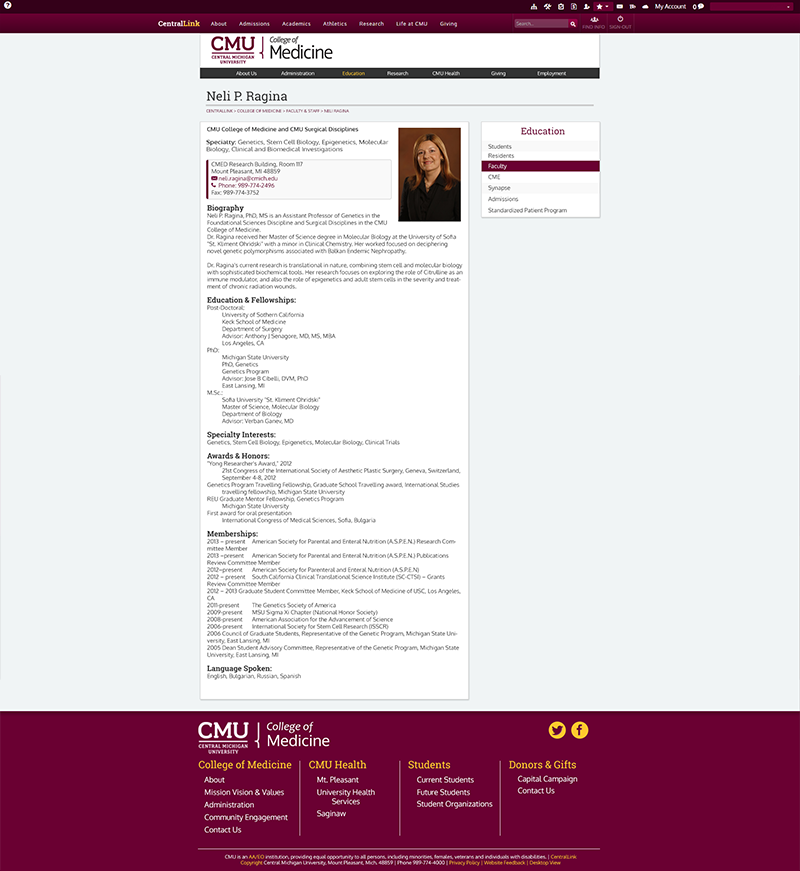 CentralLink About Admissions Academics Athletics Research Life at CMU Giving Search... FIND INFO SIGN-OUT
My Account 0
CMU College of Medicine
CENTRAL MICHIGAN UNIVERSITY
About Us Administration Education Research CMU Health Giving Employment
Neli P. Ragina
CENTRALLINK > COLLEGE OF MEDICINE > FACULTY & STAFF > NELI RAGINA
CMU College of Medicine and CMU Surgical Disciplines
Specialty: Genetics, Stem Cell Biology, Epigenetics, Molecular
Biology, Clinical and Biomedical Investigations
CMED Research Building, Room 117
Mount Pleasant, MI 48859
neli.ragina@cmich.edu
Phone: 989-774-2496
Fax: 989-774-3752
Biography
Neli P. Ragina, PhD, MS is an Assistant Professor of Genetics in the
Foundational Sciences Discipline and Surgical Disciplines in the CMU
College of Medicine.
Dr. Ragina received her Master of Science degree in Molecular Biology at the University of Sofia
"St. Kliment Ohridski" with a minor in Clinical Chemistry. Her worked focused on deciphering
novel genetic polymorphisms associated with Balkan Endemic Nephropathy.
Dr. Ragina's current research is translational in nature, combining stem cell and molecular biology
with sophisticated biochemical tools. Her research focuses on exploring the role of Citrulline as an
immune modulator, and also the role of epigenetics and adult stem cells in the severity and treat-
ment of chronic radiation wounds.
Education & Fellowships:
Post-Doctoral:
University of Sothern California
Keck School of Medicine
Department of Surgery
Advisor: Anthony J Senagore, MD, MS, MBA
Los Angeles, CA
PhD:
Michigan State University
PhD, Genetics
Genetics Program
Advisor: Jose B Cibelli, DVM, PhD
East Lansing, MI
M.Sc.:
Sofia University "St. Kliment Ohridski"
Master of Science, Molecular Biology
Department of Biology
Advisor: Verban Ganev, MD
Specialty Interests:
Genetics, Stem Cell Biology, Epigenetics, Molecular Biology, Clinical Trials
Awards & Honors:
"Yong Researcher's Award," 2012
21st Congress of the International Society of Aesthetic Plastic Surgery, Geneva, Switzerland,
September 4-8, 2012
Genetics Program Travelling Fellowship, Graduate School Travelling award, International Studies
travelling fellowship, Michigan State University
REU Graduate Mentor Fellowship, Genetics Program
Michigan State University
First award for oral presentation
International Congress of Medical Sciences, Sofia, Bulgaria
Memberships:
2013 – present American Society for Parental and Enteral Nutrition (A.S.P.E.N.) Research Com-
mittee Member
2013 –present American Society for Parental and Enteral Nutrition (A.S.P.E.N.) Publications
Review Committee Member
2012–present American Society for Parenteral and Enteral Nutrition (A.S.P.E.N)
2012 – present South California Clinical Translational Science Institute (SC-CTSI) – Grants
Review Committee Member
2012 – 2013 Graduate Student Committee Member, Keck School of Medicine of USC, Los Angeles,
CA
2011-present The Genetics Society of America
2009-present MSU Sigma Xi Chapter (National Honor Society)
2008-present American Association for the Advancement of Science
2006-present International Society for Stem Cell Research (ISSCR)
2006 Council of Graduate Students, Representative of the Genetic Program, Michigan State Uni-
versity, East Lansing, MI
2005 Dean Student Advisory Committee, Representative of the Genetic Program, Michigan State
University, East Lansing, MI
Language Spoken:
English, Bulgarian, Russian, Spanish
Education
Students
Residents
Faculty
CME
Synapse
Admissions
Standardized Patient Program
CMU College of Medicine
CENTRAL MICHIGAN UNIVERSITY
College of Medicine
About
Mission Vision & Values
Administration
Community Engagement
Contact Us
CMU Health
Mt. Pleasant
University Health
Services
Saginaw
Students
Current Students
Future Students
Student Organizations
Donors & Gifts
Capital Campaign
Contact Us
CMU is an AA/EO institution, providing equal opportunity to all persons, including minorities, females, veterans and individuals with disabilities. | CentralLink
Copyright Central Michigan University, Mount Pleasant, Mich. 48859 | Phone 989-774-4000 | Privacy Policy | Website Feedback | Desktop View